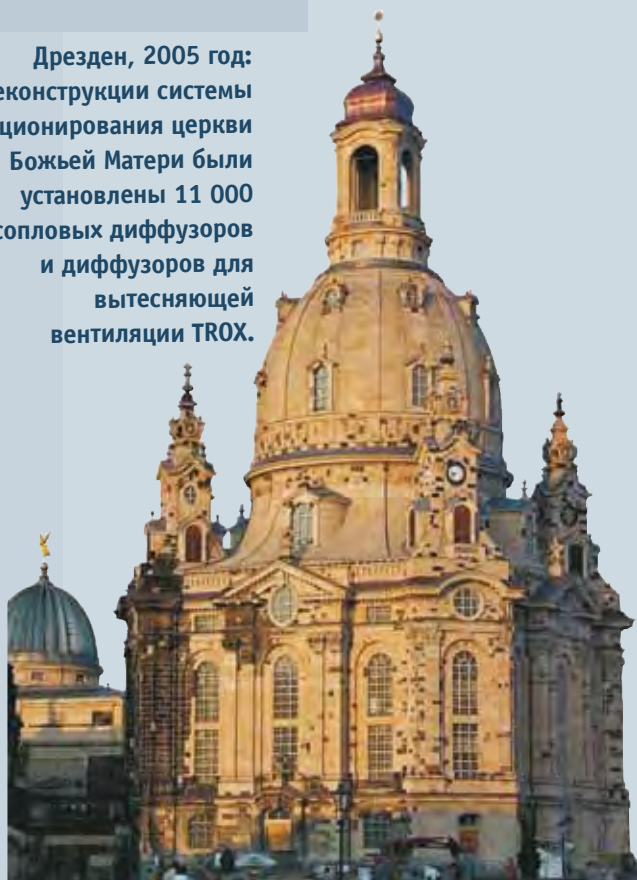 Дрезден, 2005 год:
еконструкции системы
ционирования церкви
Божьей Матери были
установлены 11 000
сопловых диффузоров
и диффузоров для
вытесняющей
вентиляции TROX.